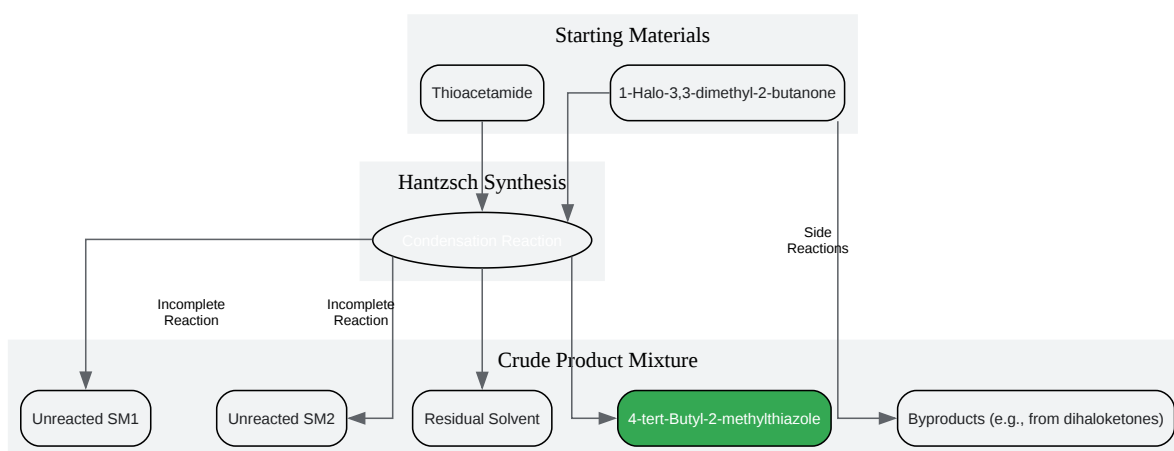 Starting Materials
Thioacetamide
1-Halo-3,3-dimethyl-2-butanone
Hantzsch Synthesis
Condensation Reaction
Side
Reactions
Incomplete
Reaction
Incomplete
Reaction
Crude Product Mixture
Unreacted SM1
Unreacted SM2
Residual Solvent
4-tert-Butyl-2-methylthiazole
Byproducts (e.g., from dihaloketones)